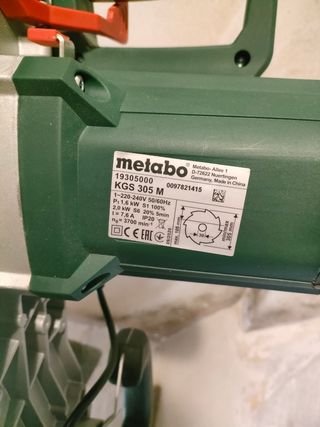 metabo
Metabo-Allee 1
D-72622 Nuertingen
Germany, Made in China
19305000
KGS 305 M 0097821415
1~220-240V 50/60Hz
P₁ 1,6 kW S1 100%
2,0 kW S6 20% 5min
I = 7,6 A IP20
n₀ = 3700 min⁻¹
30